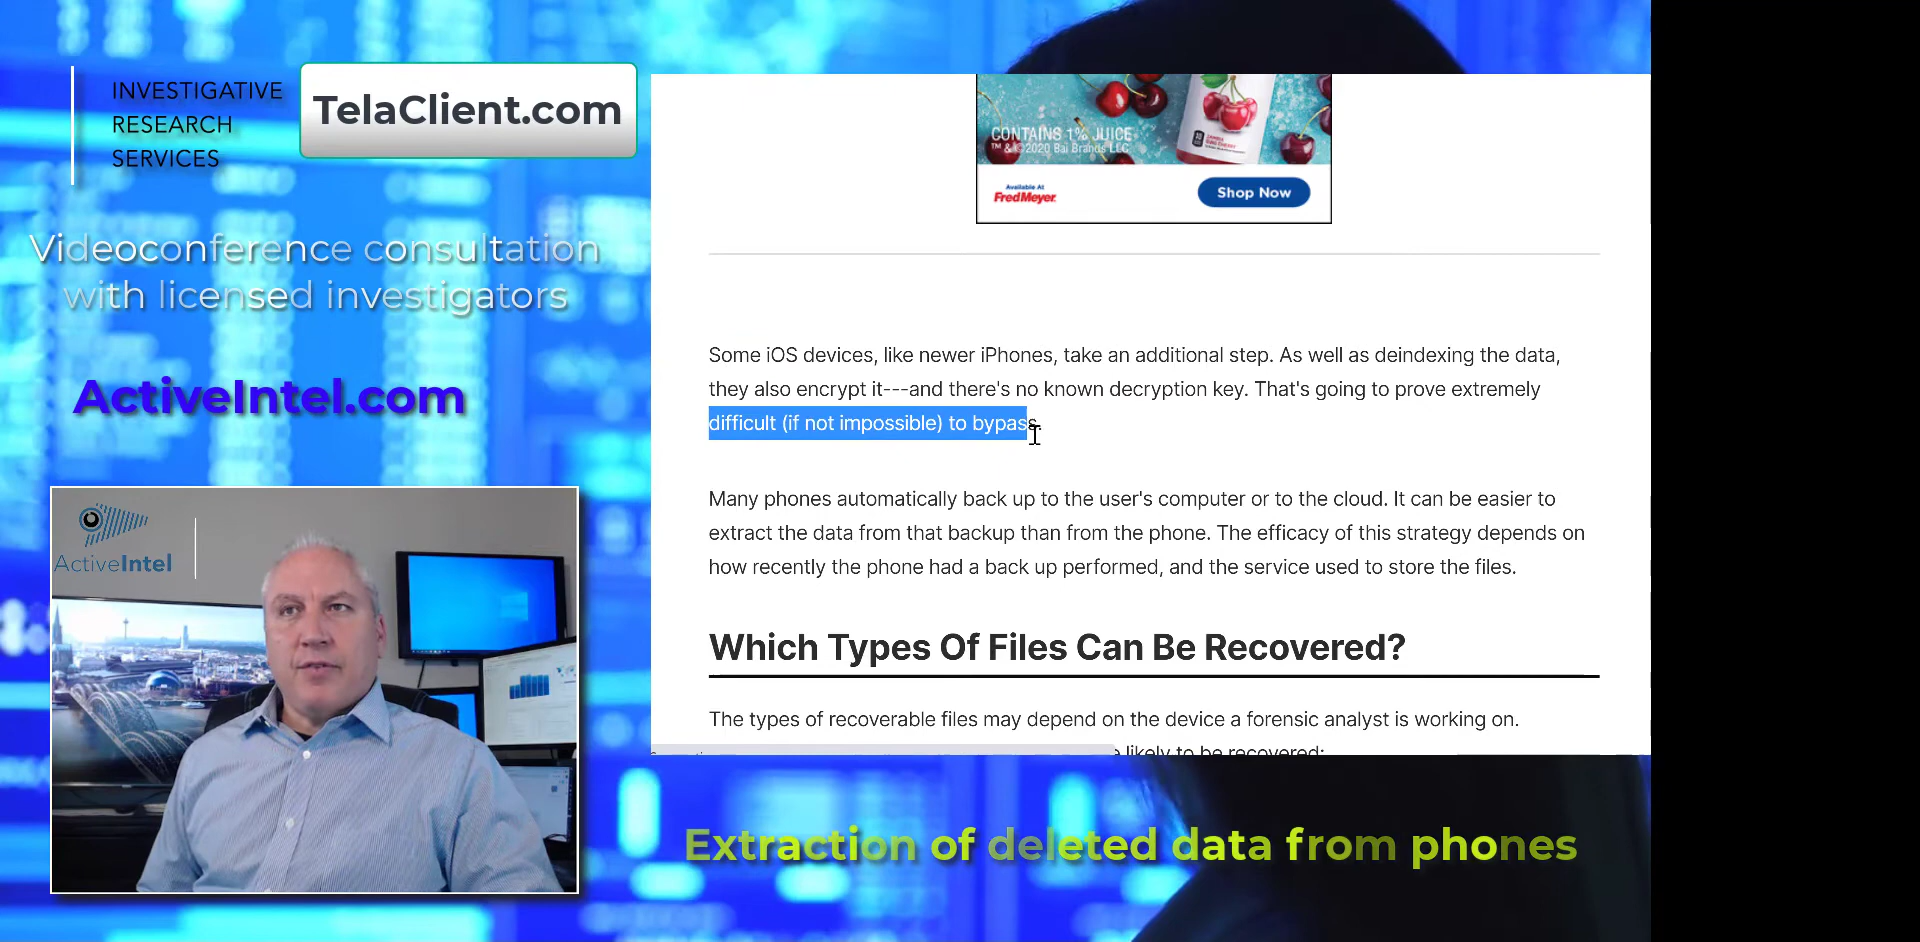 INVESTIGATIVE
RESEARCH
SERVICES
TelaClient.com
Videoconference consultation
with licensed investigators
ActiveIntel.com
ActiveIntel
CONTAINS 1% JUICE
™ & ©2020 Bai Brands LLC
Available At
FredMeyer
Shop Now
Some iOS devices, like newer iPhones, take an additional step. As well as deindexing the data,
they also encrypt it---and there's no known decryption key. That's going to prove extremely
difficult (if not impossible) to bypass.
Many phones automatically back up to the user's computer or to the cloud. It can be easier to
extract the data from that backup than from the phone. The efficacy of this strategy depends on
how recently the phone had a back up performed, and the service used to store the files.
Which Types Of Files Can Be Recovered?
The types of recoverable files may depend on the device a forensic analyst is working on.
likely to be recovered:
Extraction of deleted data from phones